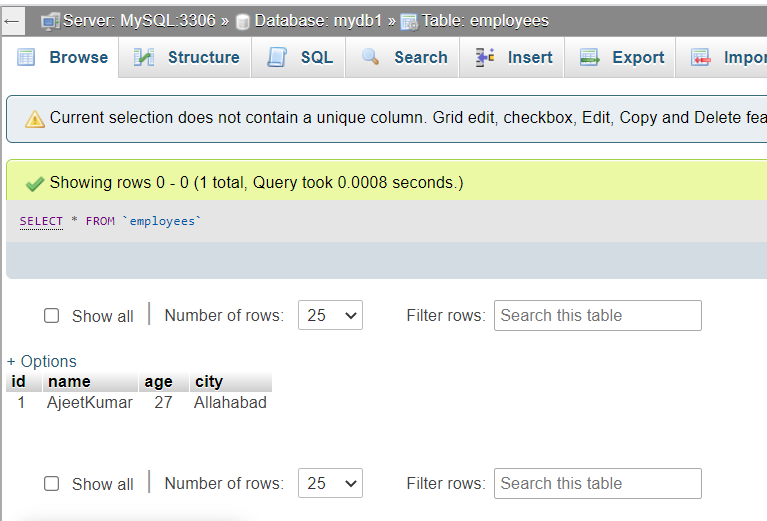 ← Server: MySQL:3306 » Database: mydb1 » Table: employees
Browse Structure SQL Search Insert Export Impor
Current selection does not contain a unique column. Grid edit, checkbox, Edit, Copy and Delete fea
Showing rows 0 - 0 (1 total, Query took 0.0008 seconds.)
SELECT * FROM `employees`
Show all | Number of rows: 25 Filter rows: Search this table
+ Options
id name age city
1 AjeetKumar 27 Allahabad
Show all | Number of rows: 25 Filter rows: Search this table